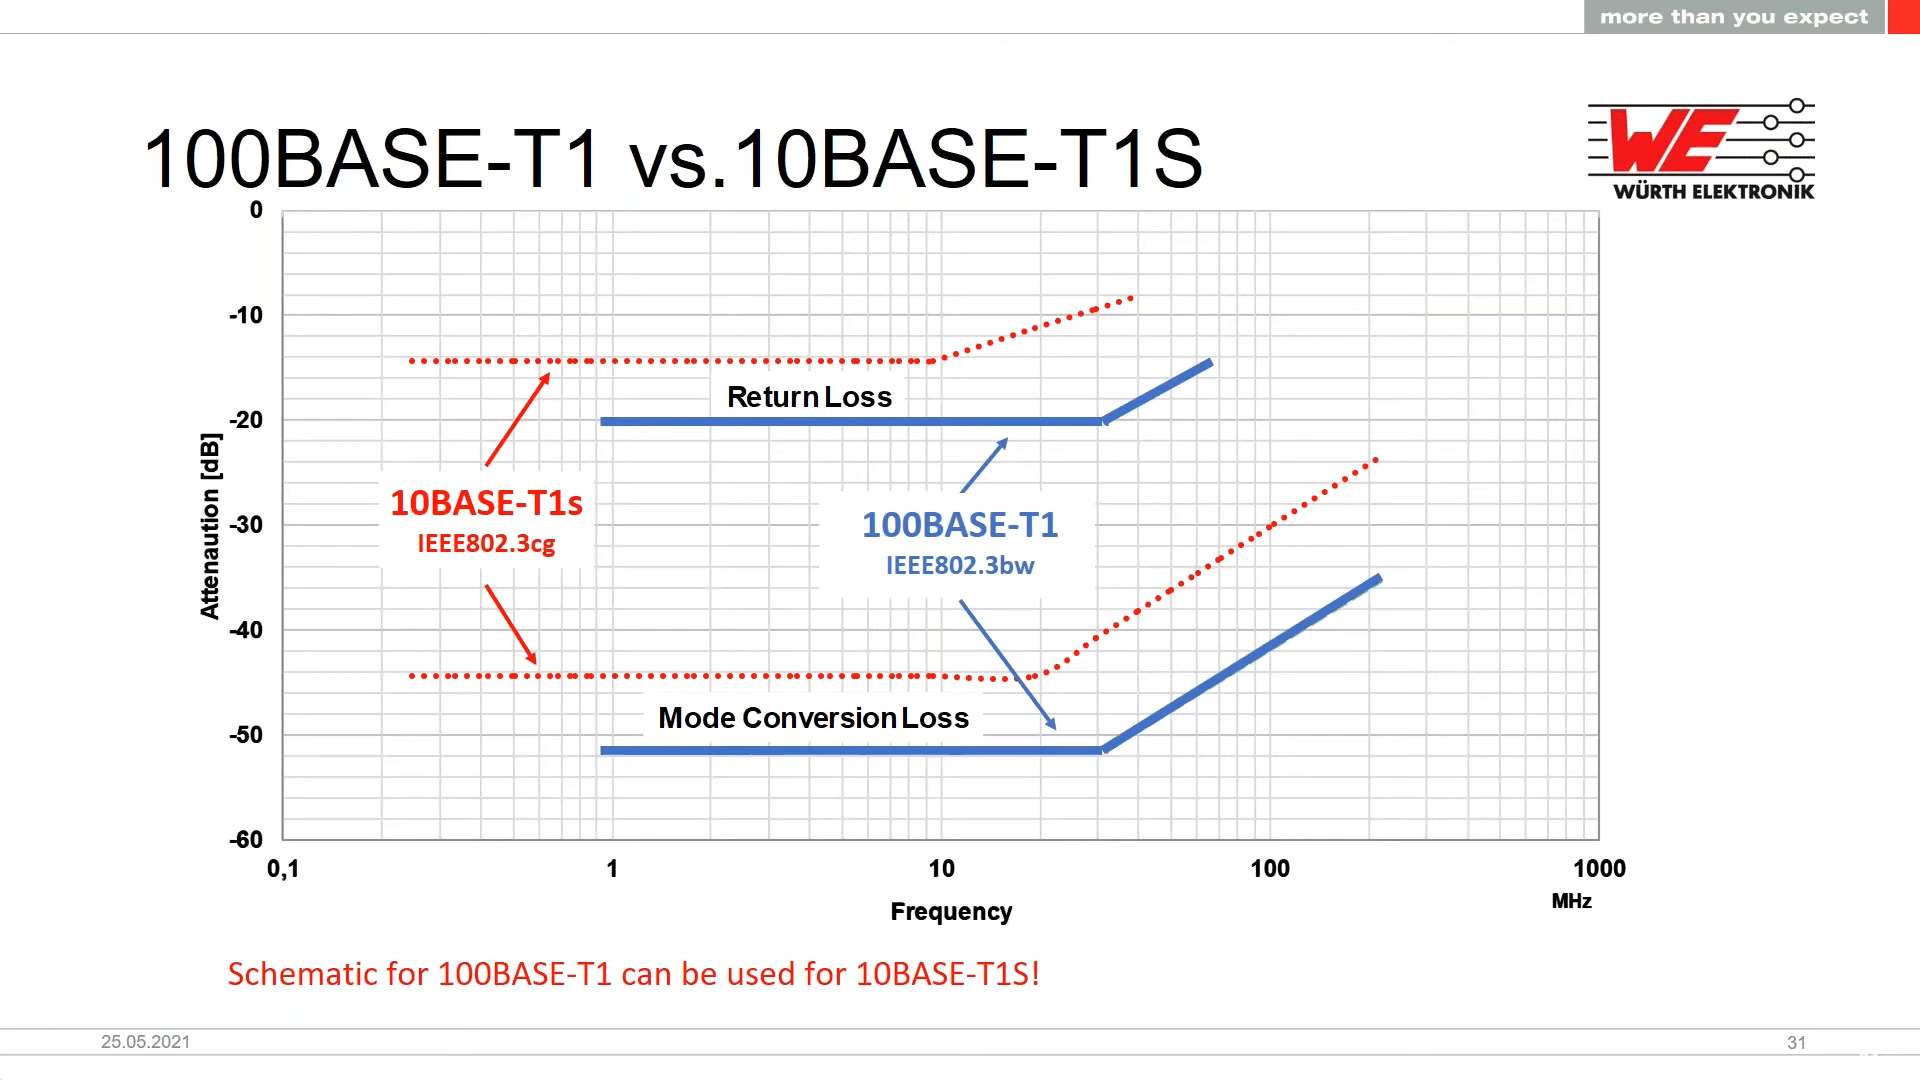 more than you expect
100BASE-T1 vs.10BASE-T1S
WE
WÜRTH ELEKTRONIK
0
-10
-20
-30
-40
-50
-60
Attenaution [dB]
Return Loss
10BASE-T1s
IEEE802.3cg
100BASE-T1
IEEE802.3bw
Mode Conversion Loss
0,1
1
10
100
1000
MHz
Frequency
Schematic for 100BASE-T1 can be used for 10BASE-T1S!
25.05.2021
31